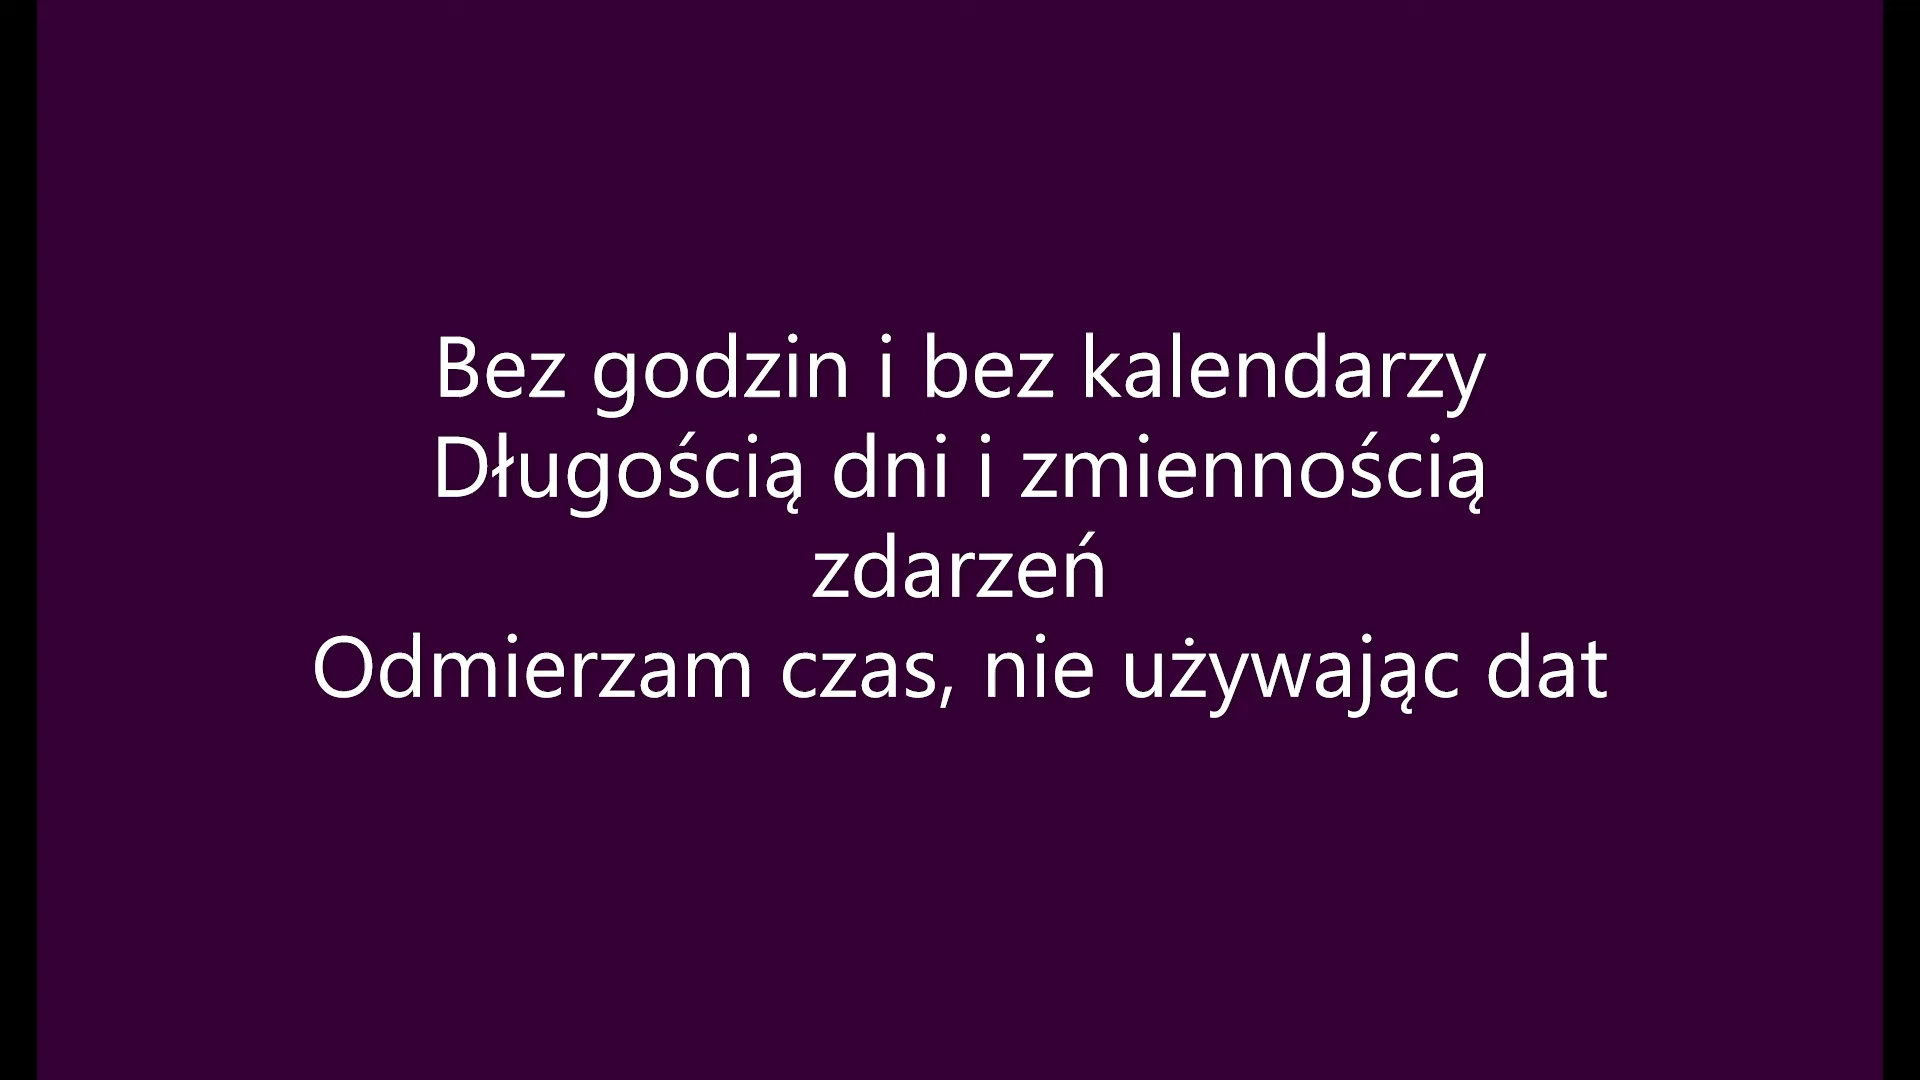 Bez godzin i bez kalendarzy
Długością dni i zmiennością
zdarzeń
Odmierzam czas, nie używając dat